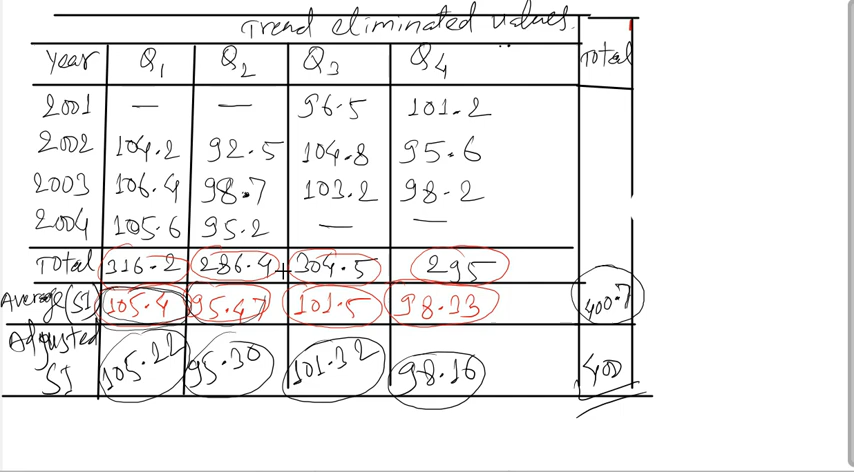 Trend eliminated values.
Year Q1 Q2 Q3 Q4 Total
2001 — — 96.5 101.2
2002 104.2 92.5 104.8 95.6
2003 106.4 98.7 103.2 98.2
2004 105.6 95.2 — —
Total 316.2 286.4 + 304.5 295
Average(SI) 105.4 95.47 101.5 98.33 400.7
Adjusted
SI 105.22 95.30 101.32 98.16 400